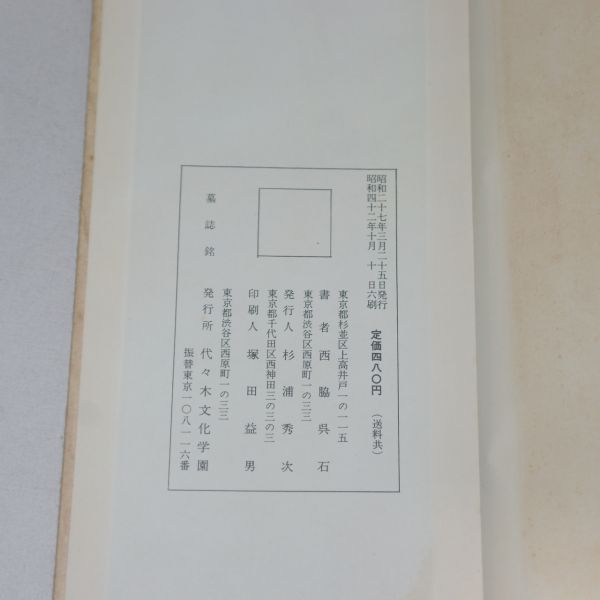 昭和二十七年三月二十五日発行
昭和四十二年十月 十 日六刷
定価四八〇円
(送料共)
東京都杉並区上高井戸一の一一五
書者 西脇呉石
東京都渋谷区西原町一の三三
発行人 杉浦秀次
東京都千代田区西神田三の三の三
印刷人 塚田益男
東京都渋谷区西原町一の三三
発行所 代々木文化学園
振替東京一〇八一一六番
墓誌銘